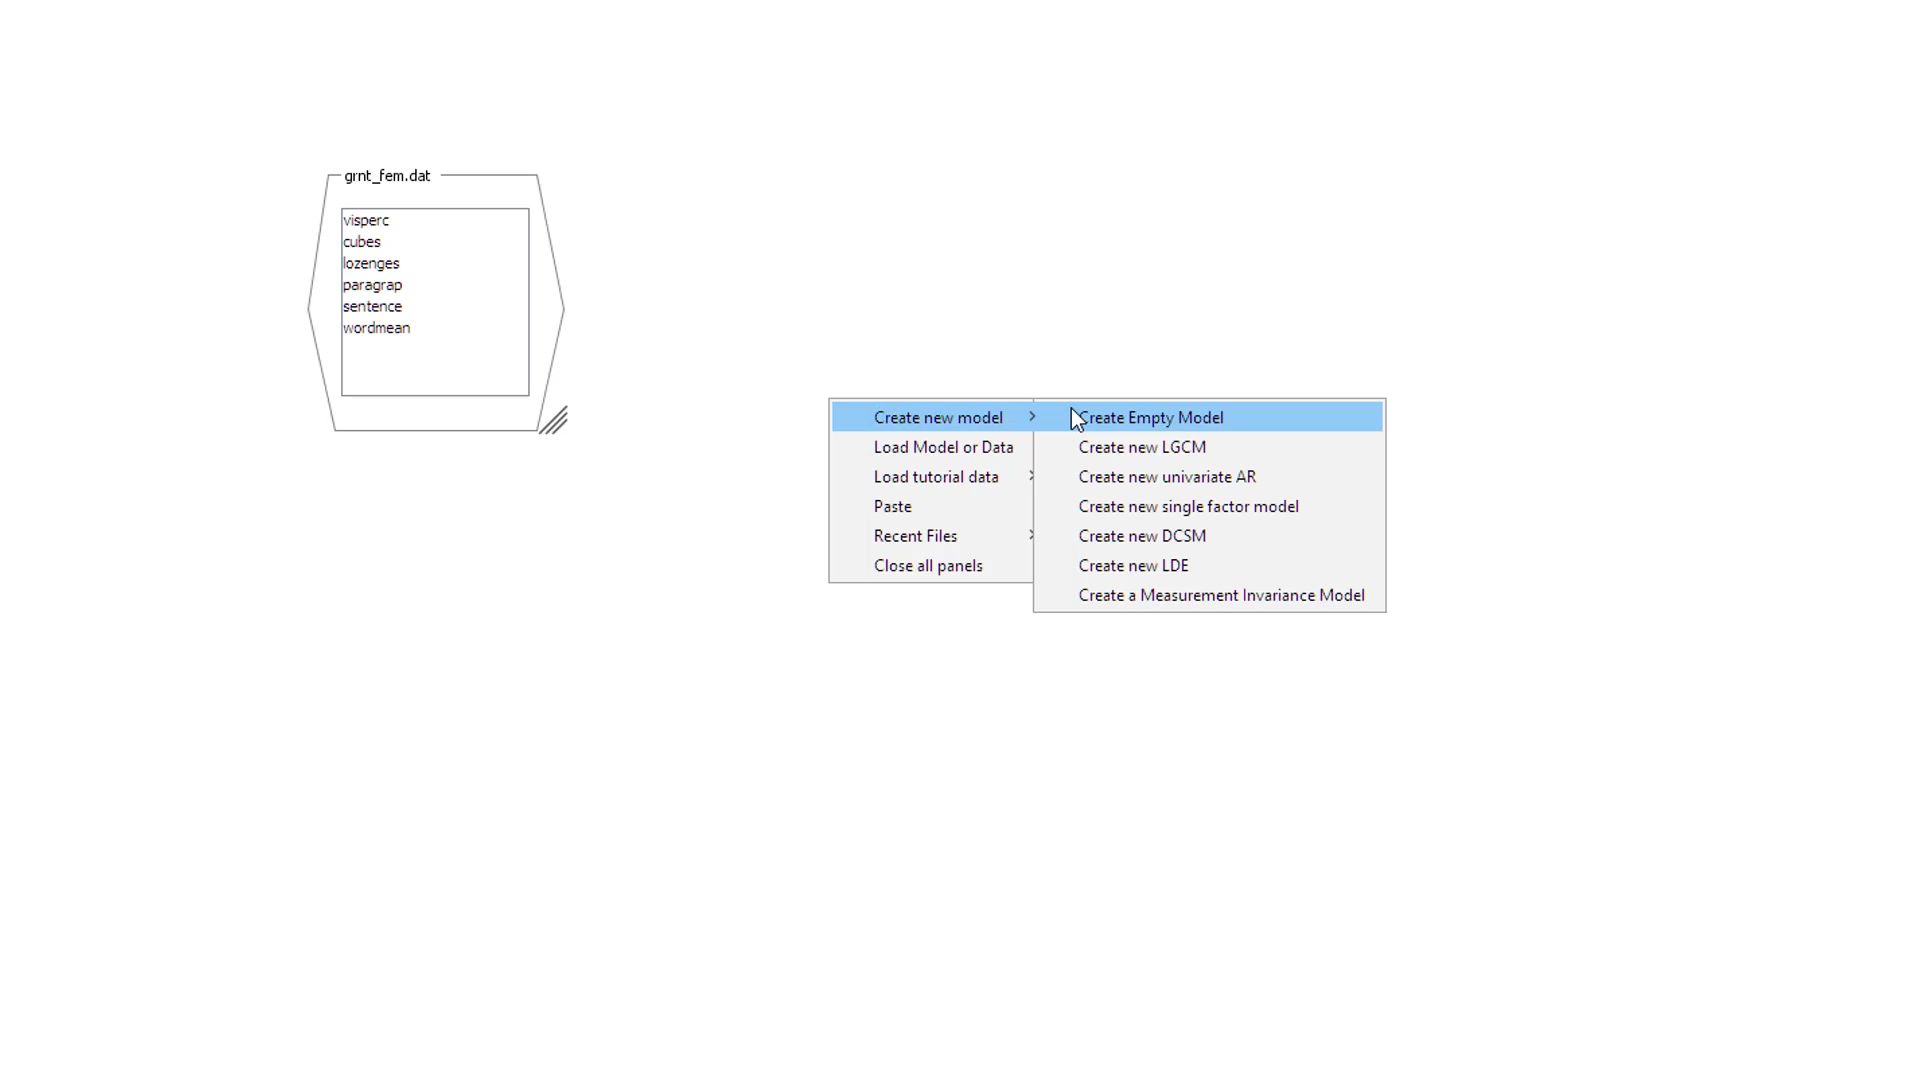 grnt_fem.dat
visperc
cubes
lozenges
paragrap
sentence
wordmean
Create new model
Load Model or Data
Load tutorial data
Paste
Recent Files
Close all panels
Create Empty Model
Create new LGCM
Create new univariate AR
Create new single factor model
Create new DCSM
Create new LDE
Create a Measurement Invariance Model